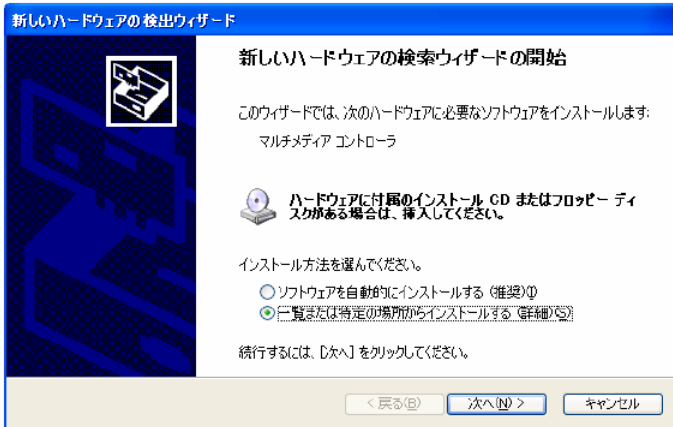 新しいハードウェアの検出ウィザード
新しいハードウェアの検索ウィザードの開始
このウィザードでは、次のハードウェアに必要なソフトウェアをインストールします:
マルチメディア コントローラ
ハードウェアに付属のインストール CD またはフロッピー ディ
スクがある場合は、挿入してください。
インストール方法を選んでください。
ソフトウェアを自動的にインストールする (推奨)(I)
一覧または特定の場所からインストールする (詳細)(S)
続行するには、[次へ] をクリックしてください。
< 戻る(B) 次へ(N) > キャンセル